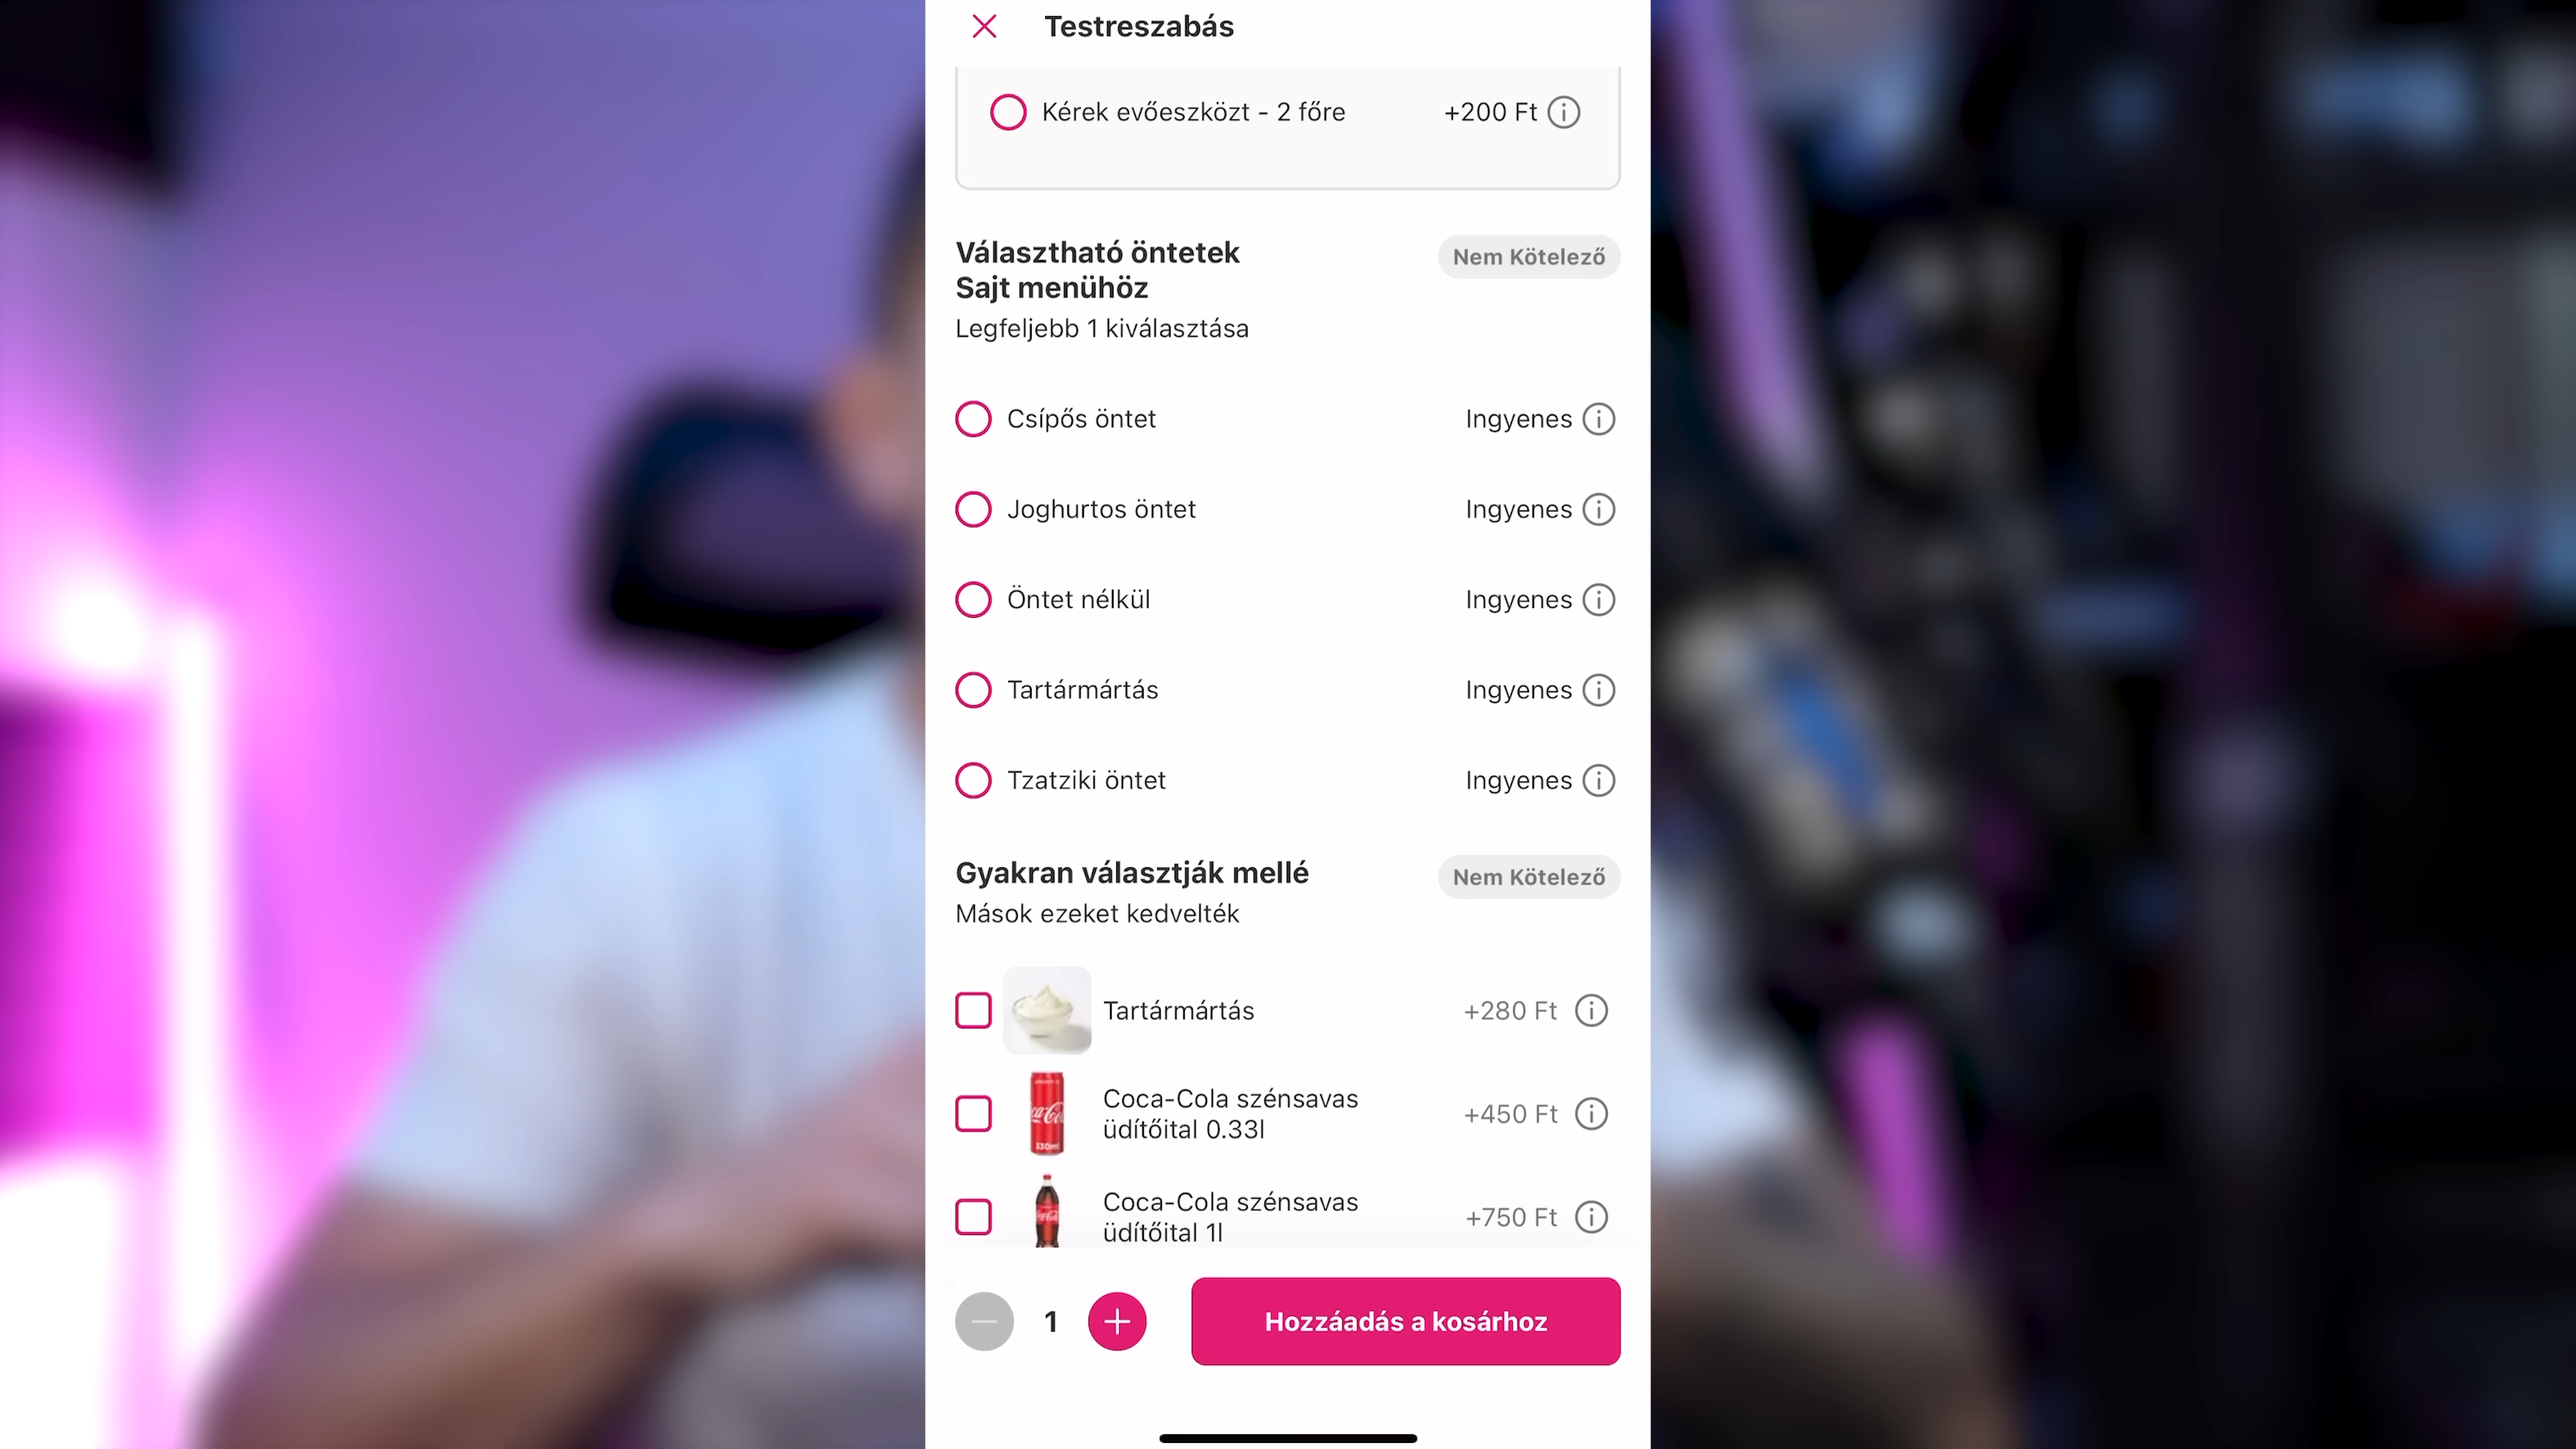 Testreszabás
Kérek evőeszközt - 2 főre +200 Ft
Választható öntetek Nem Kötelező
Sajt menühöz
Legfeljebb 1 kiválasztása
Csípős öntet Ingyenes
Joghurtos öntet Ingyenes
Öntet nélkül Ingyenes
Tartármártás Ingyenes
Tzatziki öntet Ingyenes
Gyakran választják mellé Nem Kötelező
Mások ezeket kedvelték
Tartármártás +280 Ft
Coca-Cola szénsavas
üdítőital 0.33l +450 Ft
330ml
Coca-Cola szénsavas
üdítőital 1l +750 Ft
1
Hozzáadás a kosárhoz